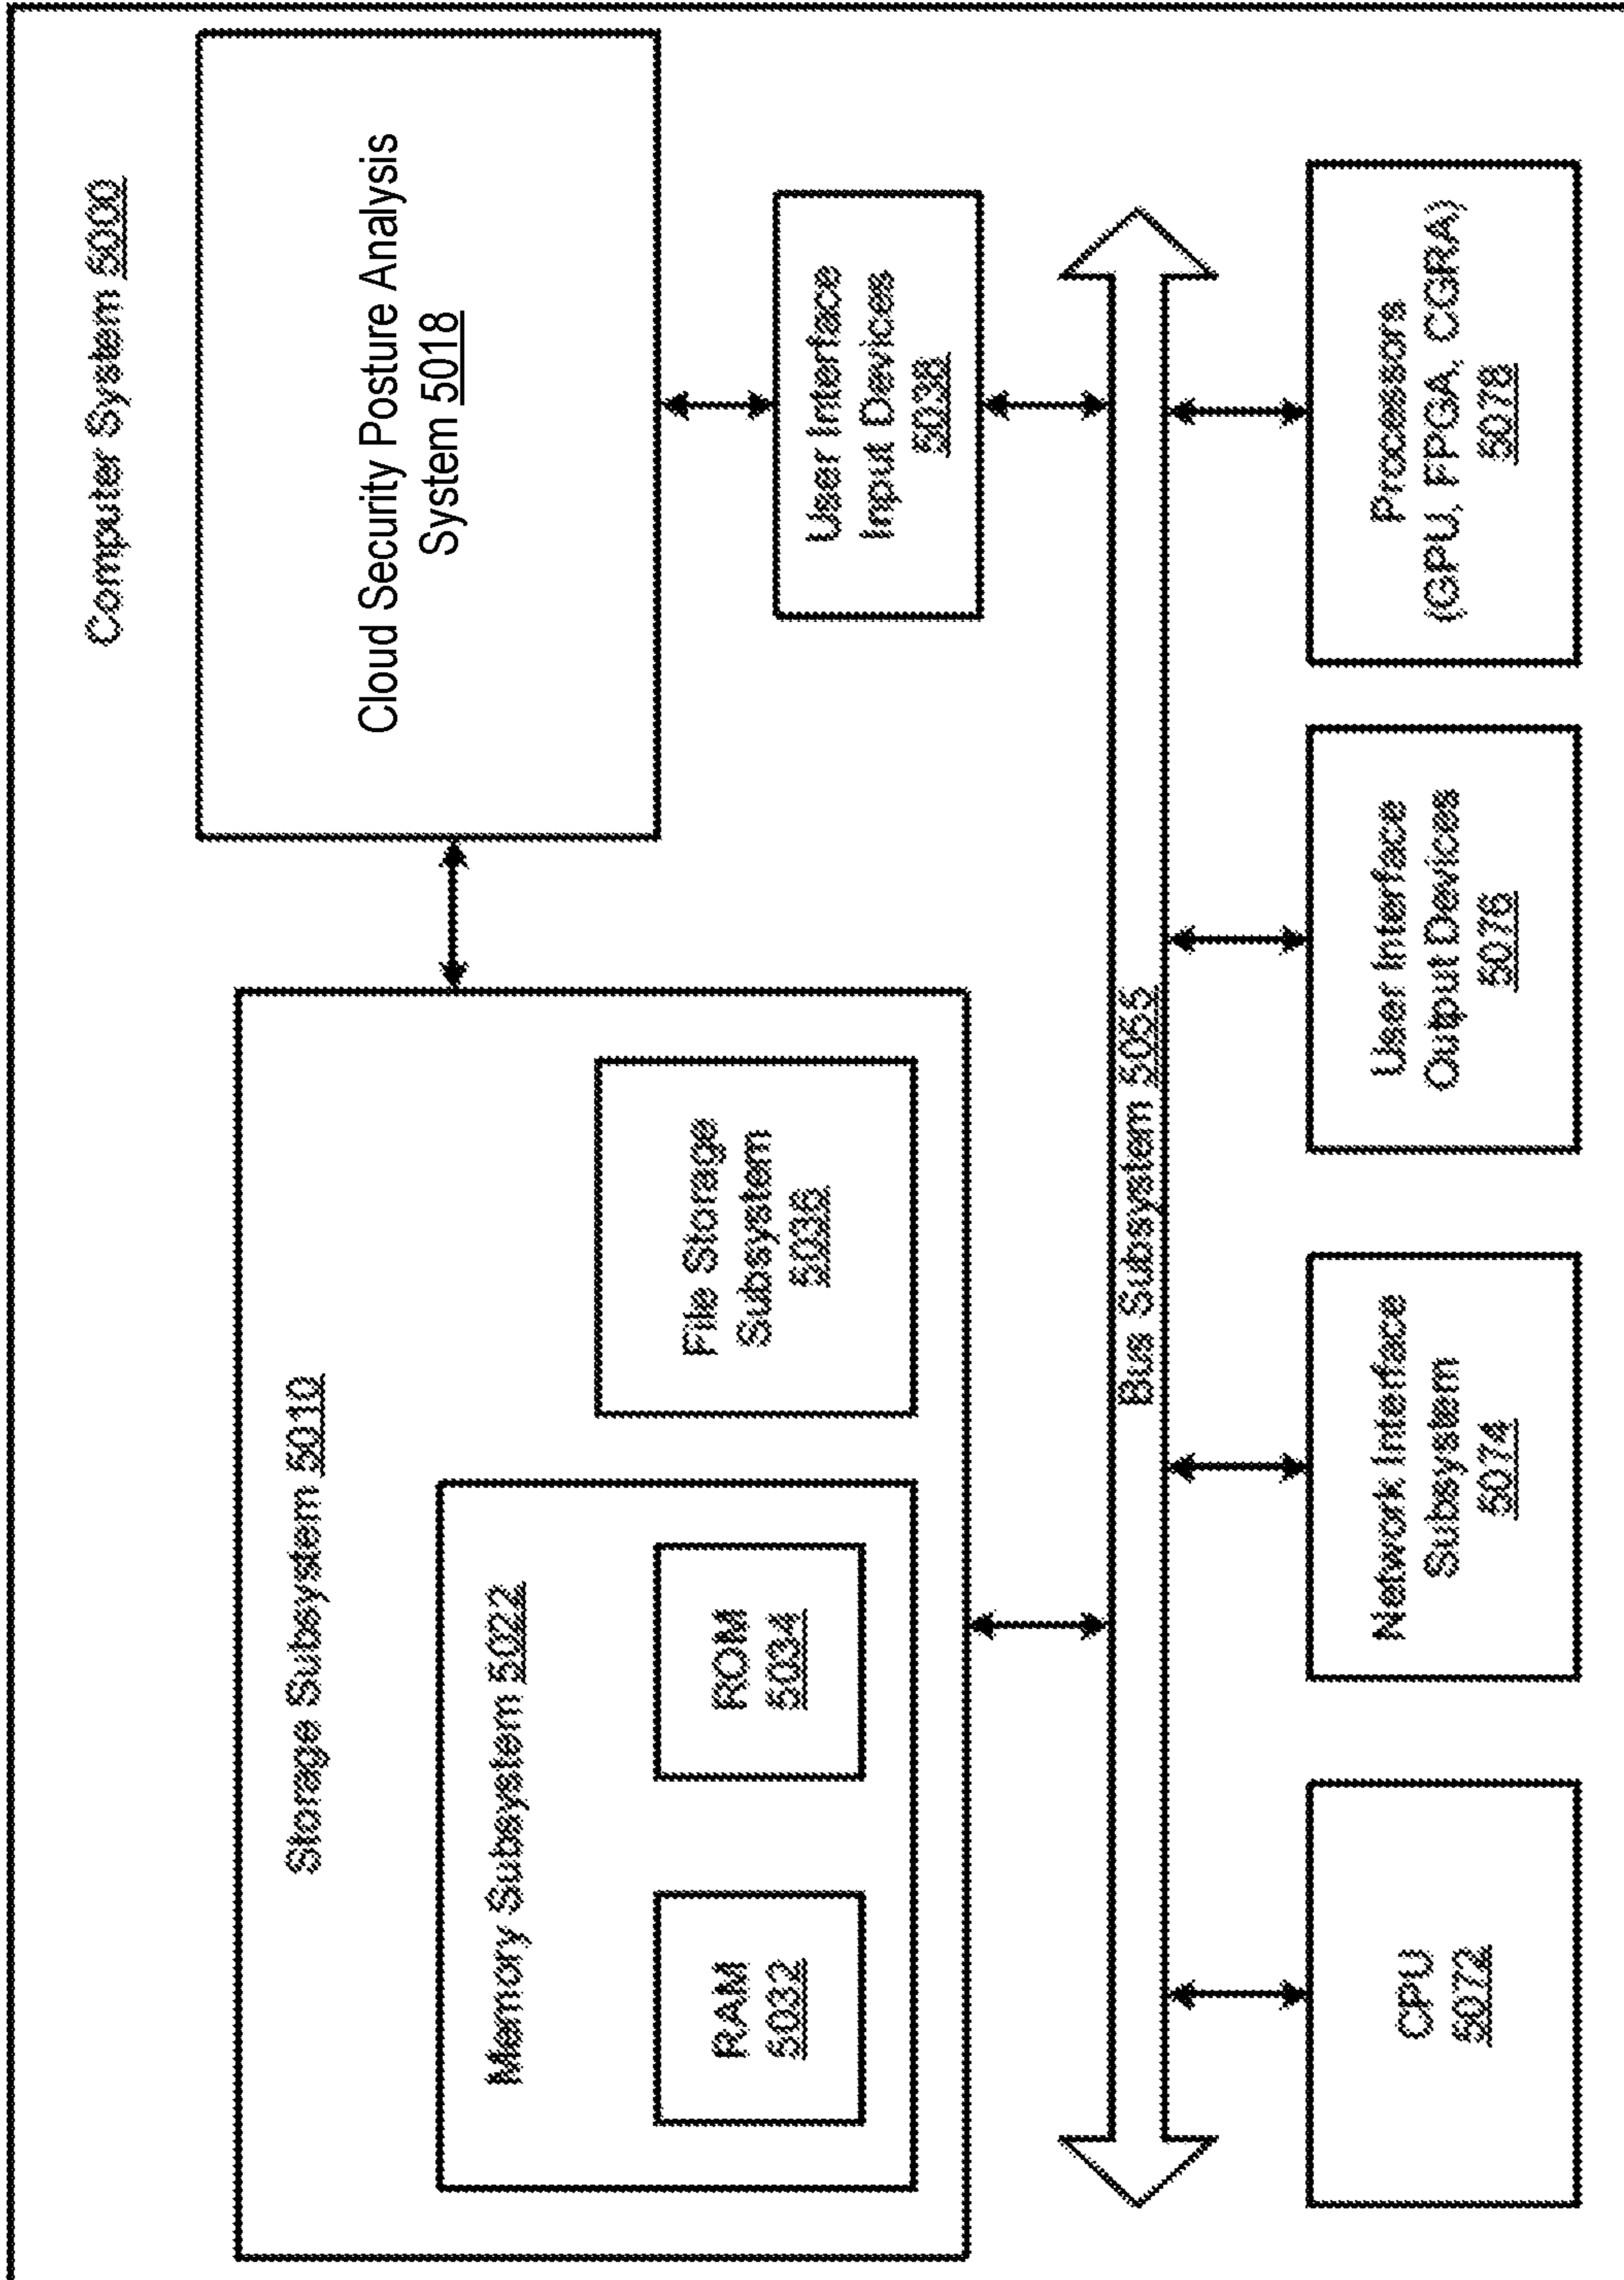 Computer System 5000
Storage Subsystem 5010
Memory Subsystem 5022
RAM
5032
ROM
5034
File Storage
Subsystem
5036
Cloud Security Posture Analysis
System 5018
User Interface
Input Devices
5038
Bus Subsystem 5055
CPU
5072
Network Interface
Subsystem
5074
User Interface
Output Devices
5076
Processors
(GPU, FPGA, CGRA)
5078